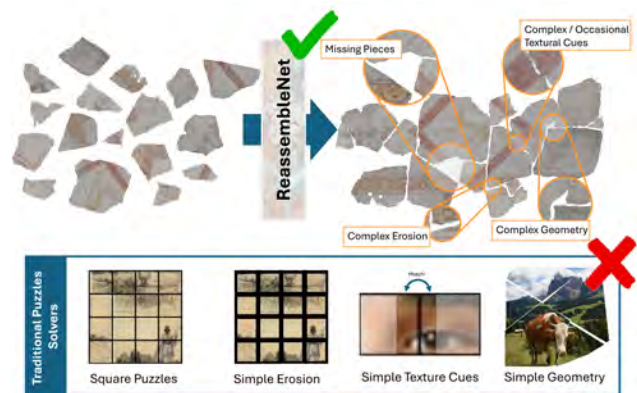 Missing Pieces
Complex / Occasional
Textural Cues
ReassembleNet
Complex Erosion
Complex Geometry
Traditional Puzzles
Solvers
Match?
Square Puzzles
Simple Erosion
Simple Texture Cues
Simple Geometry